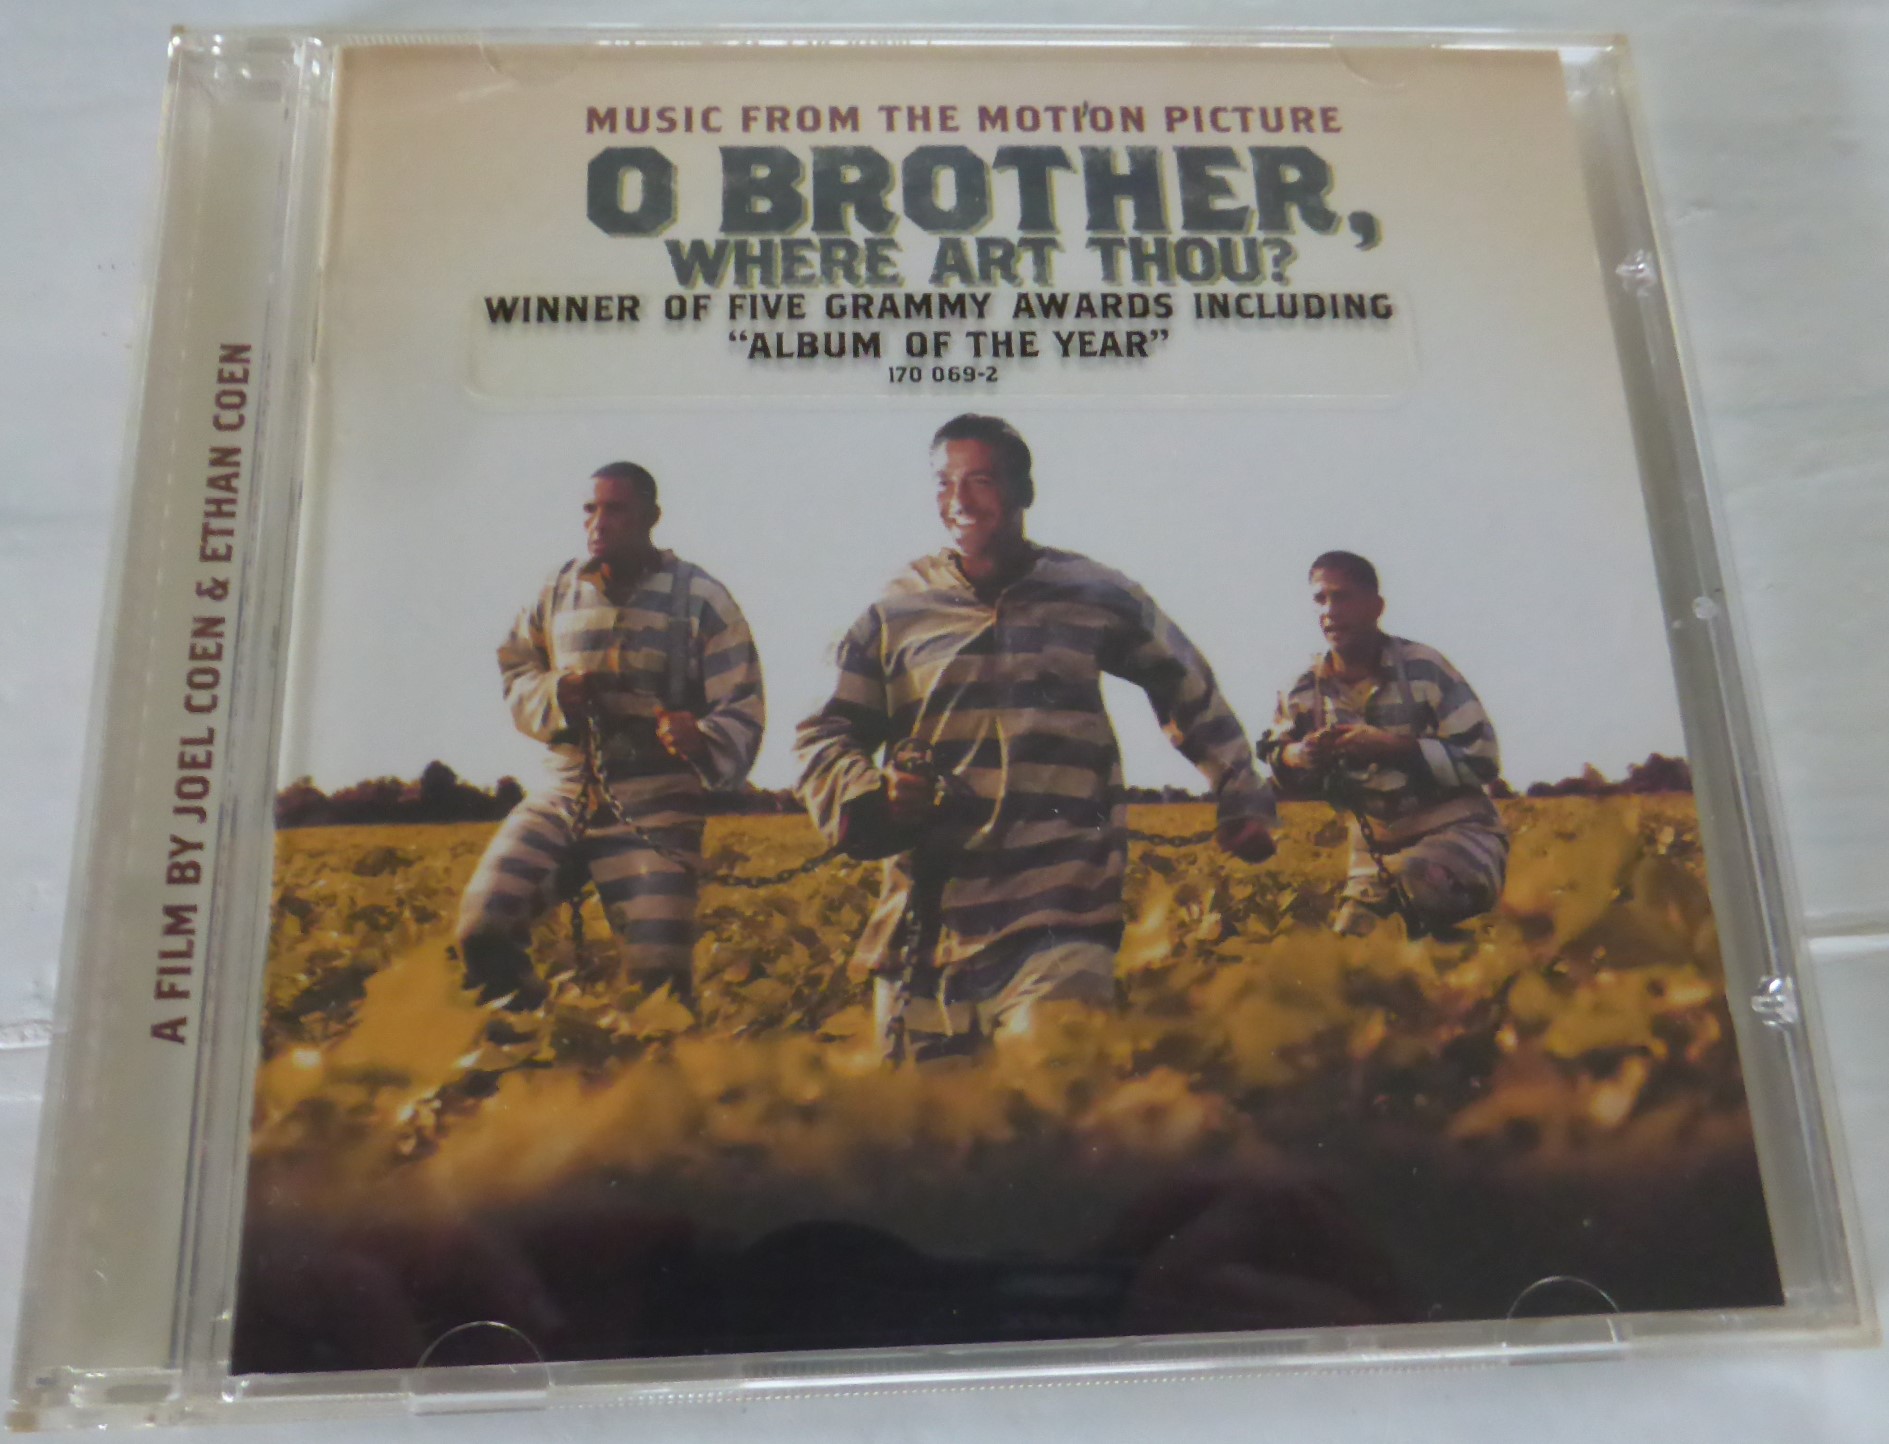 MUSIC FROM THE MOTION PICTURE
O BROTHER,
WHERE ART THOU?
WINNER OF FIVE GRAMMY AWARDS INCLUDING
“ALBUM OF THE YEAR”
170 069-2
A FILM BY JOEL COEN & ETHAN COEN